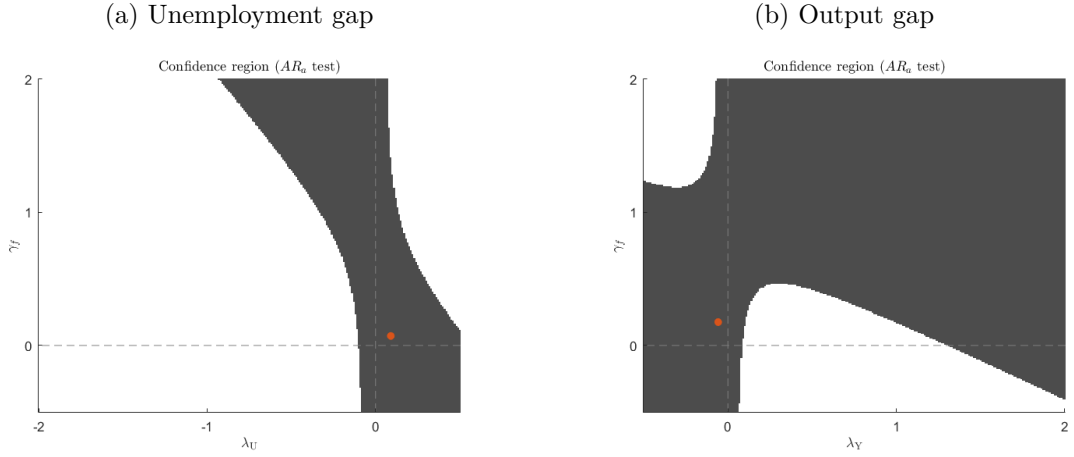 (a) Unemployment gap
(b) Output gap
Confidence region (AR_a test)
2
1
0
γ_f
-2
-1
0
λ_U
Confidence region (AR_a test)
2
1
0
γ_f
0
1
2
λ_Y